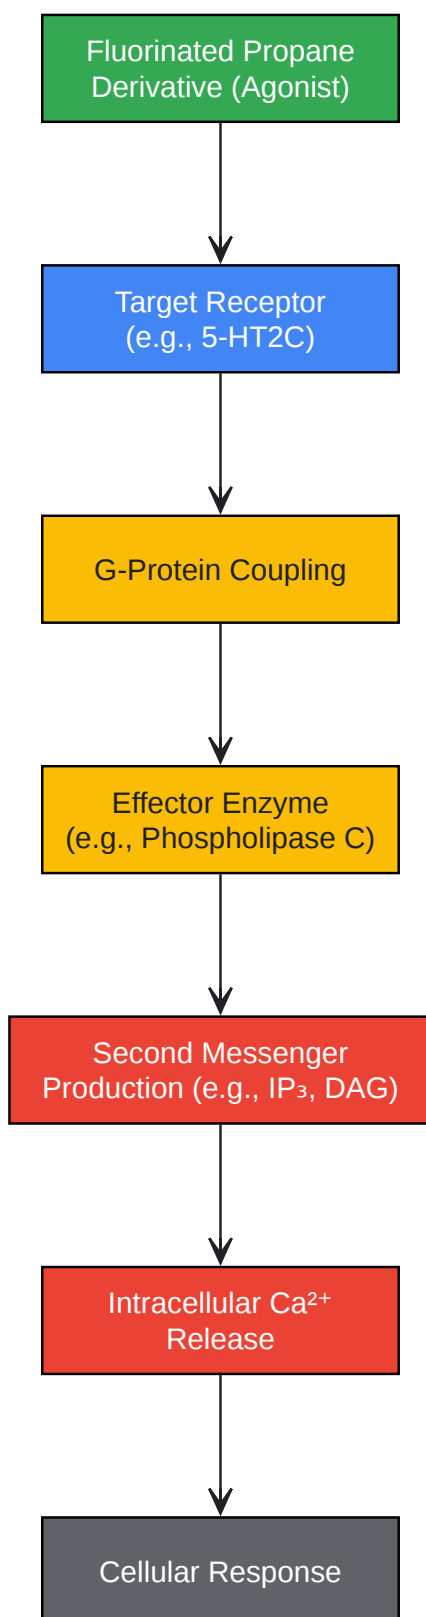 Fluorinated Propane
Derivative (Agonist)
Target Receptor
(e.g., 5-HT2C)
G-Protein Coupling
Effector Enzyme
(e.g., Phospholipase C)
Second Messenger
Production (e.g., IP₃, DAG)
Intracellular Ca²⁺
Release
Cellular Response